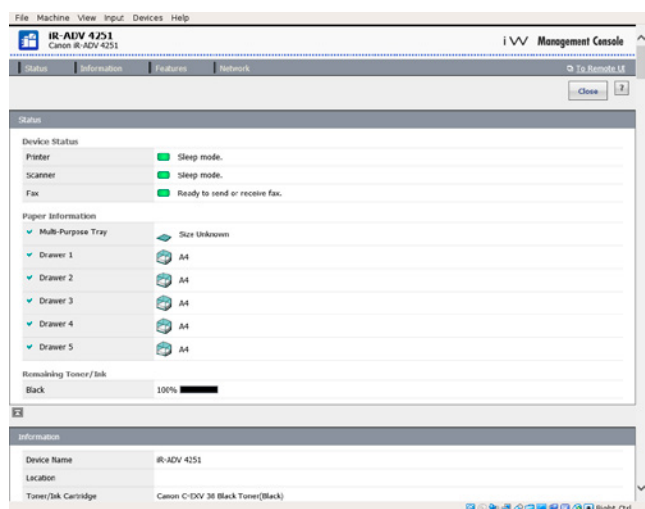 File Machine View Input Devices Help
iR-ADV 4251
Canon iR-ADV 4251
iW Management Console
Status Information Features Network To Remote UI
Close ?
Status
Device Status
Printer Sleep mode.
Scanner Sleep mode.
Fax Ready to send or receive fax.
Paper Information
Multi-Purpose Tray Size Unknown
Drawer 1 A4
Drawer 2 A4
Drawer 3 A4
Drawer 4 A4
Drawer 5 A4
Remaining Toner/Ink
Black 100%
Information
Device Name iR-ADV 4251
Location
Toner/Ink Cartridge Canon C-EXV 38 Black Toner(Black)
Right Ctrl